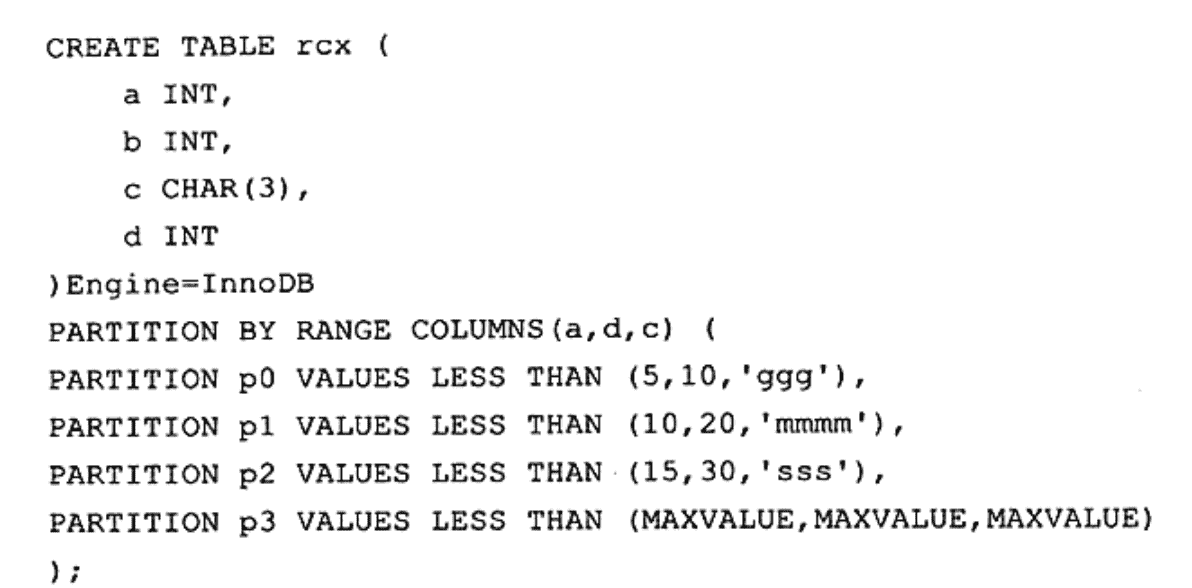 CREATE TABLE rcx (
a INT,
b INT,
c CHAR(3),
d INT
)Engine=InnoDB
PARTITION BY RANGE COLUMNS(a,d,c) (
PARTITION p0 VALUES LESS THAN (5,10,'ggg'),
PARTITION p1 VALUES LESS THAN (10,20,'mmmm'),
PARTITION p2 VALUES LESS THAN (15,30,'sss'),
PARTITION p3 VALUES LESS THAN (MAXVALUE,MAXVALUE,MAXVALUE)
);